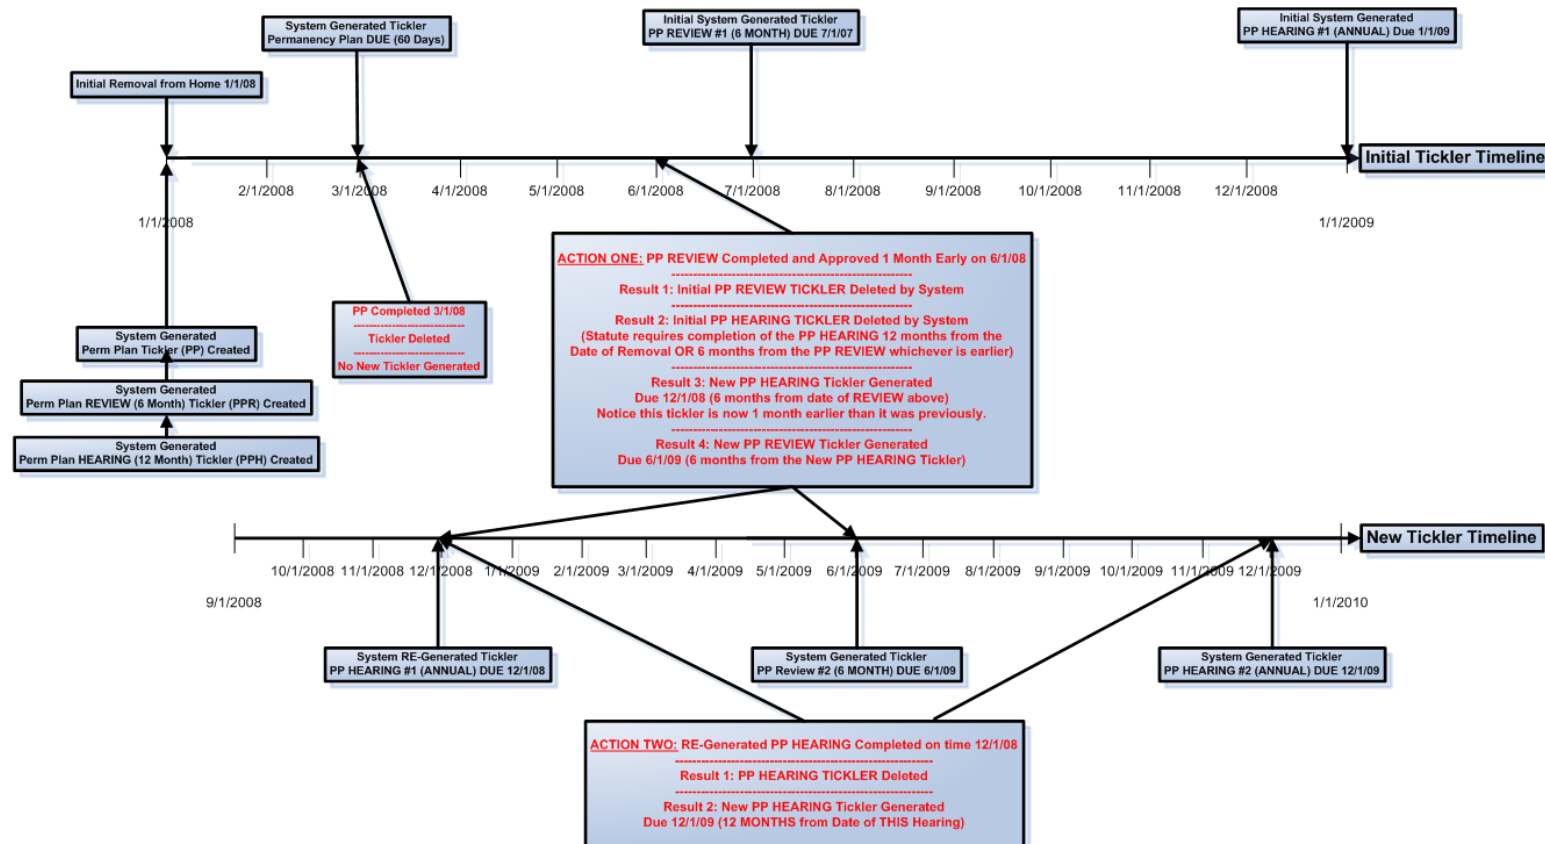 System Generated Tickler
Permanency Plan DUE (60 Days)
Initial System Generated Tickler
PP REVIEW #1 (6 MONTH) DUE 7/1/07
Initial System Generated
PP HEARING #1 (ANNUAL) Due 1/1/09
Initial Removal from Home 1/1/08
Initial Tickler Timeline
2/1/2008
3/1/2008
4/1/2008
5/1/2008
6/1/2008
7/1/2008
8/1/2008
9/1/2008
10/1/2008
11/1/2008
12/1/2008
1/1/2008
1/1/2009
ACTION ONE: PP REVIEW Completed and Approved 1 Month Early on 6/1/08
--------------------------------------------------------
Result 1: Initial PP REVIEW TICKLER Deleted by System
--------------------------------------------------------
Result 2: Initial PP HEARING TICKLER Deleted by System
(Statute requires completion of the PP HEARING 12 months from the
Date of Removal OR 6 months from the PP REVIEW whichever is earlier)
--------------------------------------------------------
Result 3: New PP HEARING Tickler Generated
Due 12/1/08 (6 months from date of REVIEW above)
Notice this tickler is now 1 month earlier than it was previously.
--------------------------------------------------------
Result 4: New PP REVIEW Tickler Generated
Due 6/1/09 (6 months from the New PP HEARING Tickler)
PP Completed 3/1/08
--------------------------
Tickler Deleted
--------------------------
No New Tickler Generated
System Generated
Perm Plan Tickler (PP) Created
System Generated
Perm Plan REVIEW (6 Month) Tickler (PPR) Created
System Generated
Perm Plan HEARING (12 Month) Tickler (PPH) Created
New Tickler Timeline
10/1/2008
11/1/2008
12/1/2008
1/1/2009
2/1/2009
3/1/2009
4/1/2009
5/1/2009
6/1/2009
7/1/2009
8/1/2009
9/1/2009
10/1/2009
11/1/2009
12/1/2009
9/1/2008
1/1/2010
System RE-Generated Tickler
PP HEARING #1 (ANNUAL) DUE 12/1/08
System Generated Tickler
PP Review #2 (6 MONTH) DUE 6/1/09
System Generated Tickler
PP HEARING #2 (ANNUAL) DUE 12/1/09
ACTION TWO: RE-Generated PP HEARING Completed on time 12/1/08
------------------------------------------------------------
Result 1: PP HEARING TICKLER Deleted
------------------------------------------------------------
Result 2: New PP HEARING Tickler Generated
Due 12/1/09 (12 MONTHS from Date of THIS Hearing)